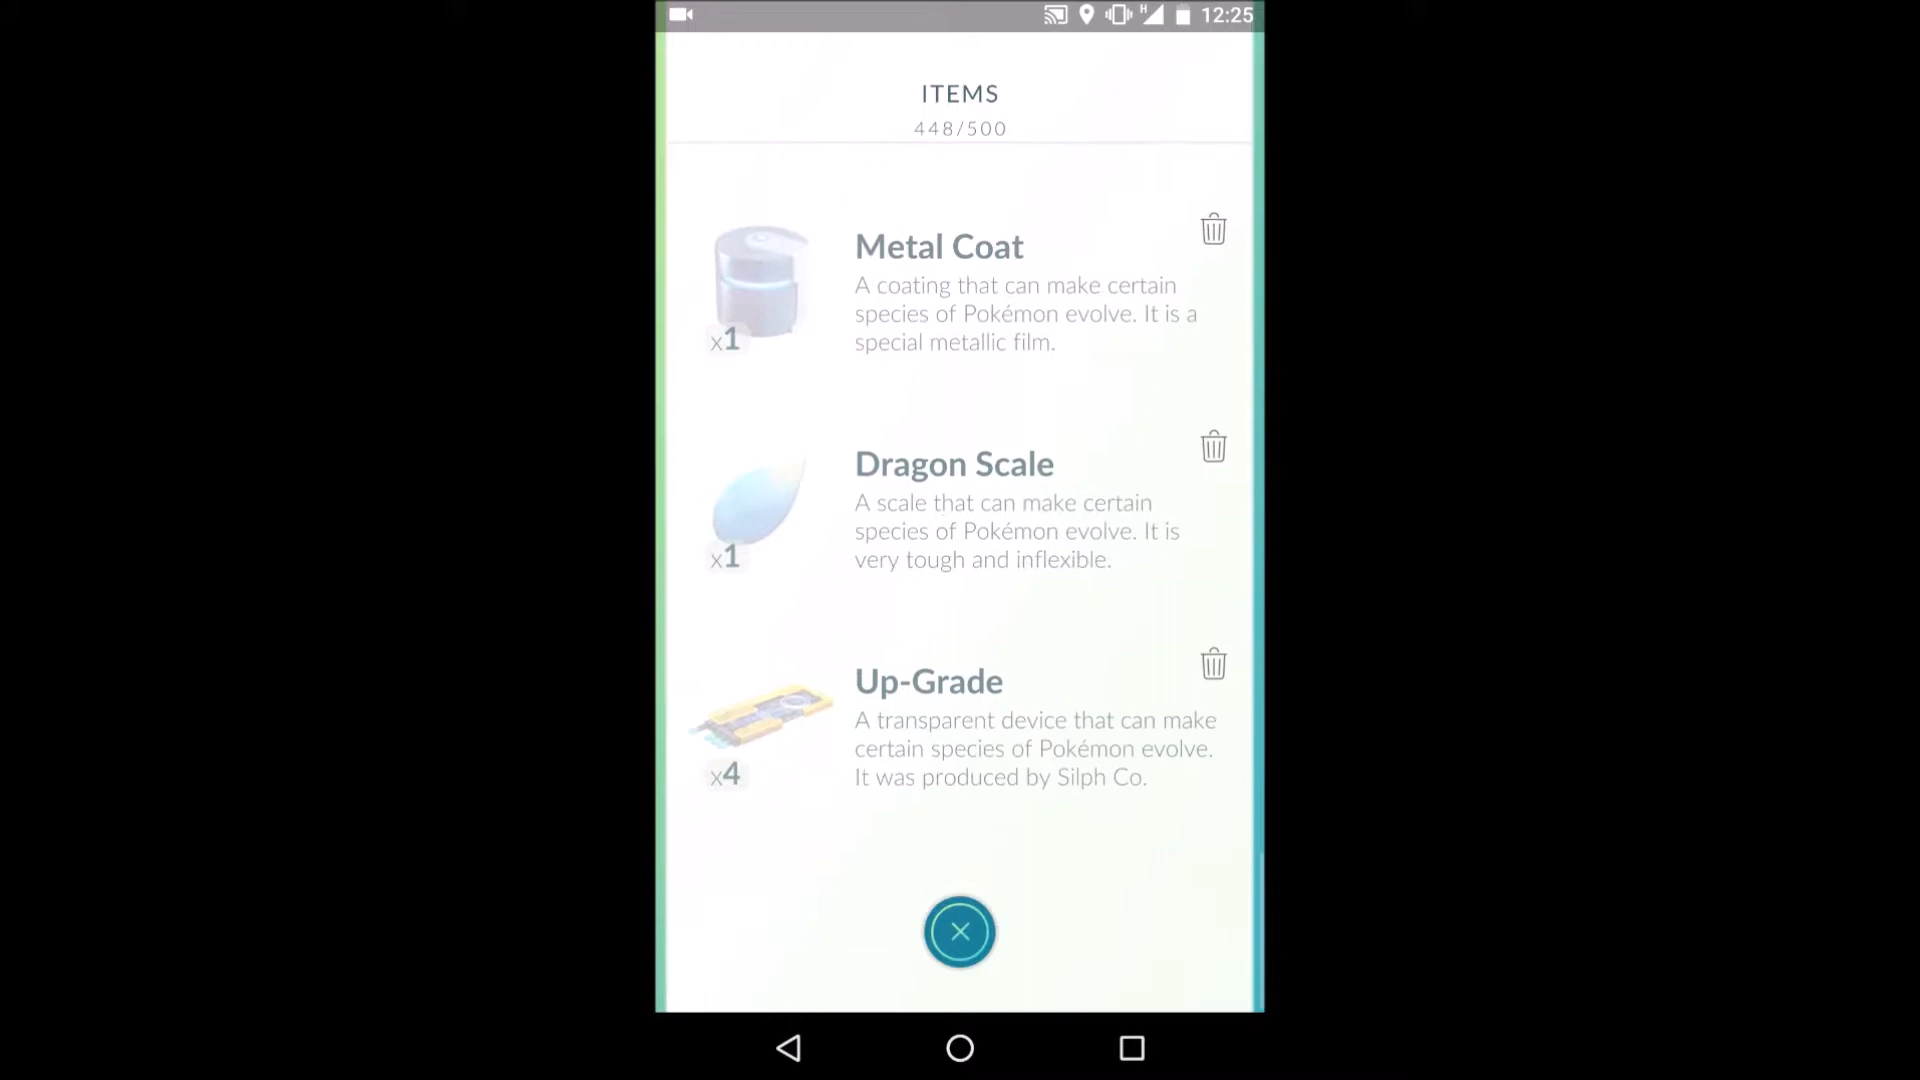 H 12:25
ITEMS
448/500
Metal Coat
A coating that can make certain
species of Pokémon evolve. It is a
special metallic film.
x1
Dragon Scale
A scale that can make certain
species of Pokémon evolve. It is
very tough and inflexible.
x1
Up-Grade
A transparent device that can make
certain species of Pokémon evolve.
It was produced by Silph Co.
x4